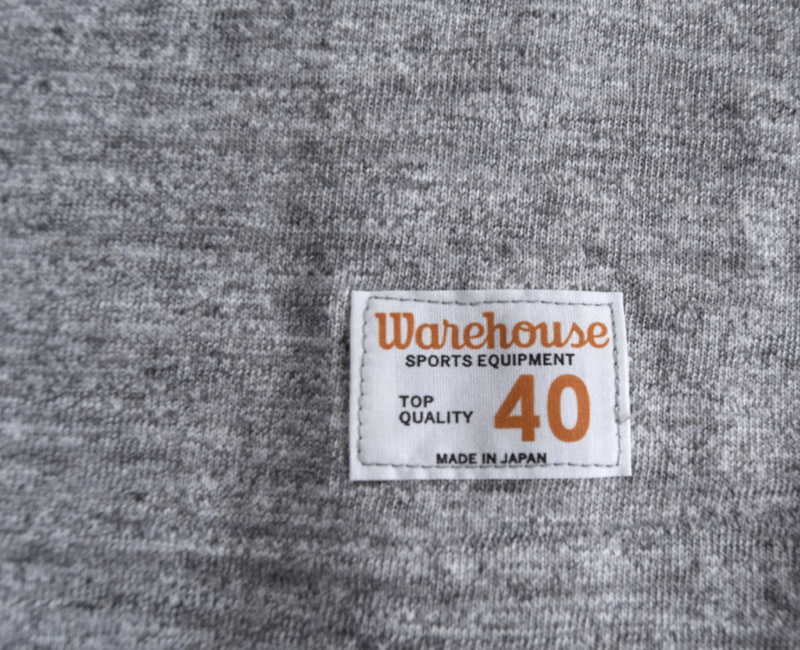 Warehouse
SPORTS EQUIPMENT
TOP
QUALITY
40
MADE IN JAPAN